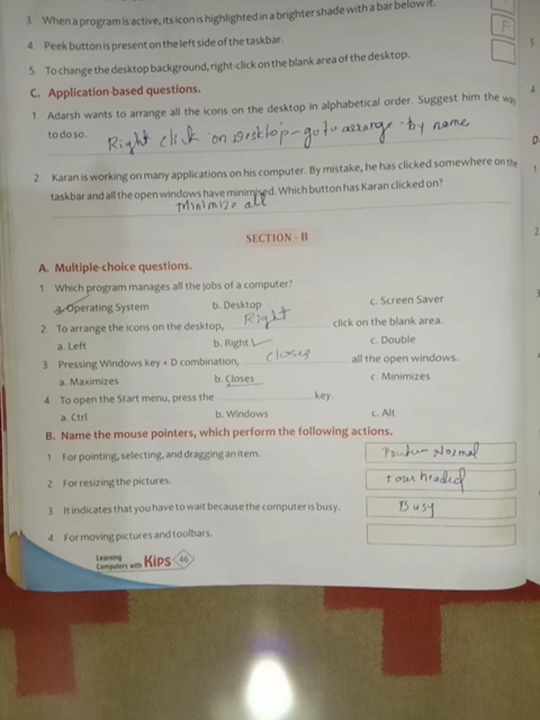 3. When a program is active, its icon is highlighted in a brighter shade with a bar below it.
F
4. Peek button is present on the left side of the taskbar.
5. To change the desktop background, right-click on the blank area of the desktop.
C. Application-based questions.
1. Adarsh wants to arrange all the icons on the desktop in alphabetical order. Suggest him the way
to do so.
Right click on Desktop - go to arrange - by name
2. Karan is working on many applications on his computer. By mistake, he has clicked somewhere on the
taskbar and all the open windows have minimised. Which button has Karan clicked on?
Minimize all
SECTION - B
A. Multiple-choice questions.
1 Which program manages all the jobs of a computer?
a. Operating System b. Desktop c. Screen Saver
2 To arrange the icons on the desktop, Right click on the blank area.
a. Left b. Right c. Double
3 Pressing Windows key + D combination, closes all the open windows.
a. Maximizes b. Closes c. Minimizes
4 To open the Start menu, press the key.
a. Ctrl b. Windows c. Alt
B. Name the mouse pointers, which perform the following actions.
1 For pointing, selecting, and dragging an item. Pointer Normal
2 For resizing the pictures. headed
3 It indicates that you have to wait because the computer is busy. Busy
4 For moving pictures and toolbars.
Learning
Computers with KIPS 46